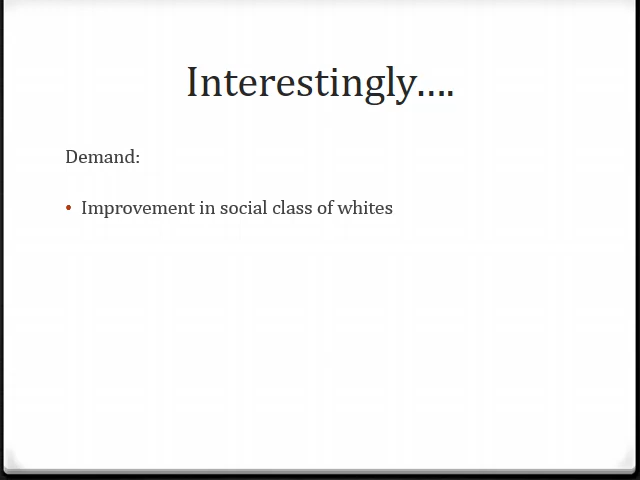 Interestingly....
Demand:
• Improvement in social class of whites